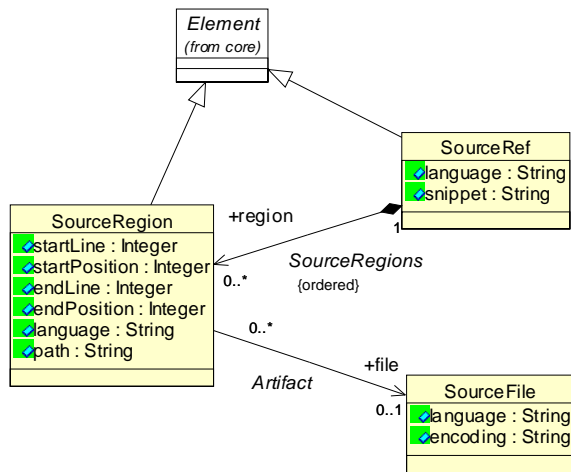 Element
(from core)
SourceRef
language : String
snippet : String
SourceRegion
startLine : Integer
startPosition : Integer
endLine : Integer
endPosition : Integer
language : String
path : String
+region
1
SourceRegions
0..*
{ordered}
0..*
+file
Artifact
0..1
SourceFile
language : String
encoding : String